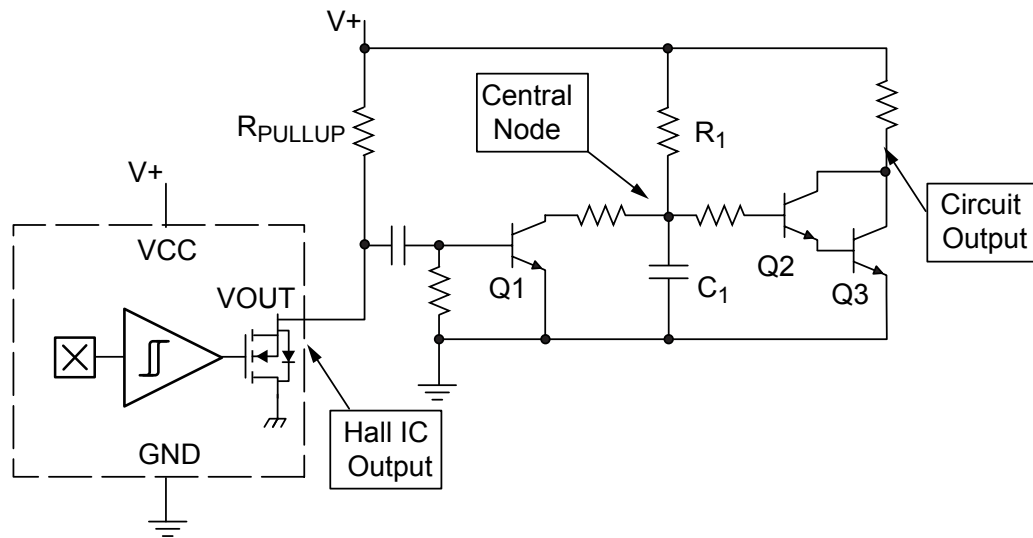 V+
Central
Node
RPULLUP
R1
V+
VCC
Circuit
Output
VOUT
Q1
C1
Q2
Q3
Hall IC
Output
GND